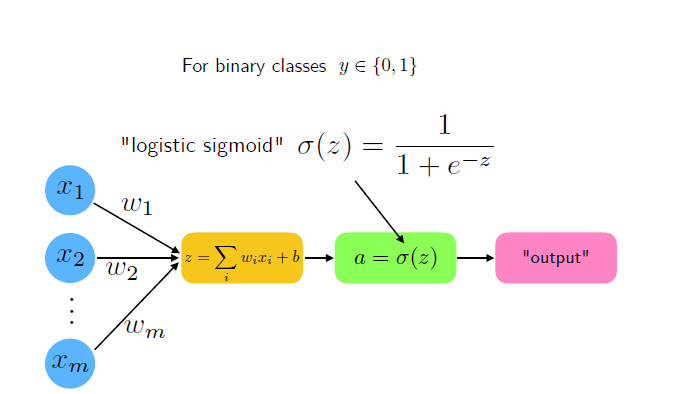 For binary classes y ∈ {0, 1}
"logistic sigmoid" σ(z) = 1 / (1 + e^{−z})
x_1
w_1
x_2
w_2
z = ∑_i w_i x_i + b
a = σ(z)
"output"
⋮
w_m
x_m